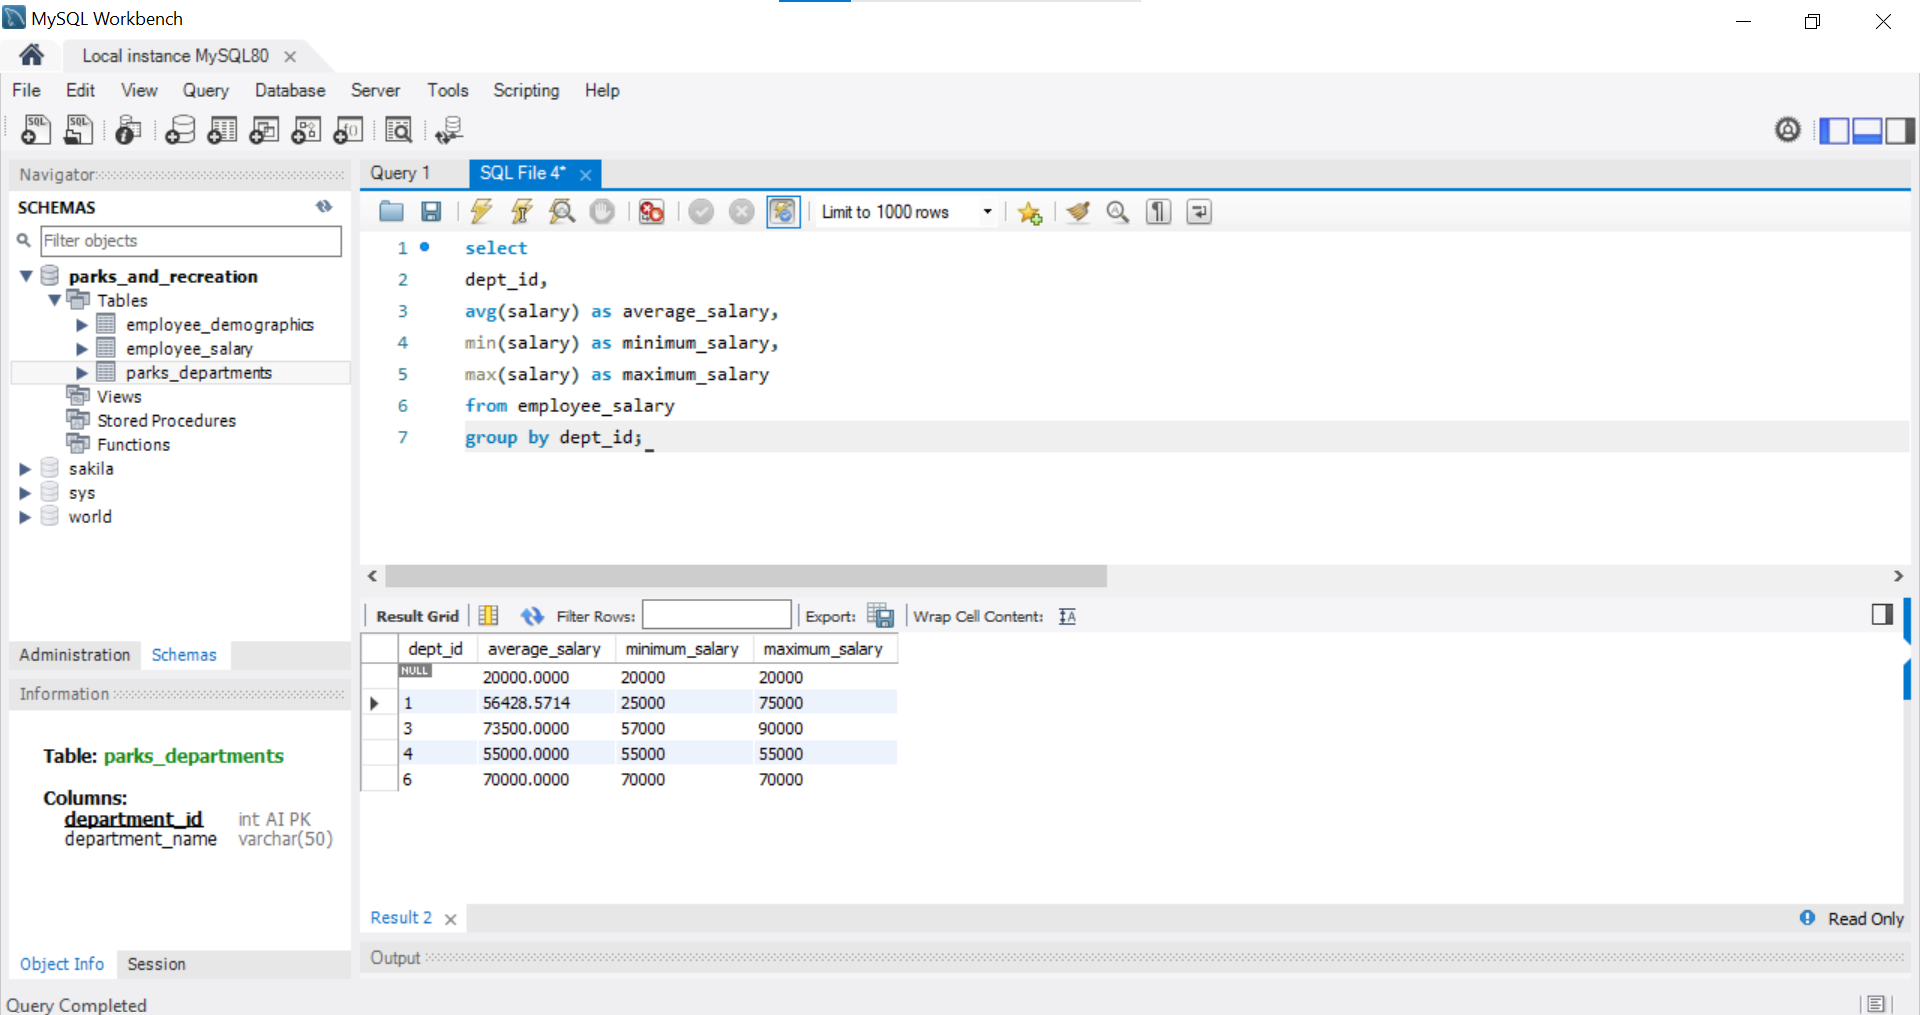 MySQL Workbench
Local instance MySQL80
File Edit View Query Database Server Tools Scripting Help
Navigator
SCHEMAS
Filter objects
parks_and_recreation
Tables
employee_demographics
employee_salary
parks_departments
Views
Stored Procedures
Functions
sakila
sys
world
Administration Schemas
Information
Table: parks_departments
Columns:
department_id int AI PK
department_name varchar(50)
Object Info Session
Query 1 SQL File 4*
Limit to 1000 rows
1 select
2 dept_id,
3 avg(salary) as average_salary,
4 min(salary) as minimum_salary,
5 max(salary) as maximum_salary
6 from employee_salary
7 group by dept_id;
Result Grid Filter Rows: Export: Wrap Cell Content:
dept_id average_salary minimum_salary maximum_salary
NULL 20000.0000 20000 20000
1 56428.5714 25000 75000
3 73500.0000 57000 90000
4 55000.0000 55000 55000
6 70000.0000 70000 70000
Result 2 Read Only
Output
Query Completed